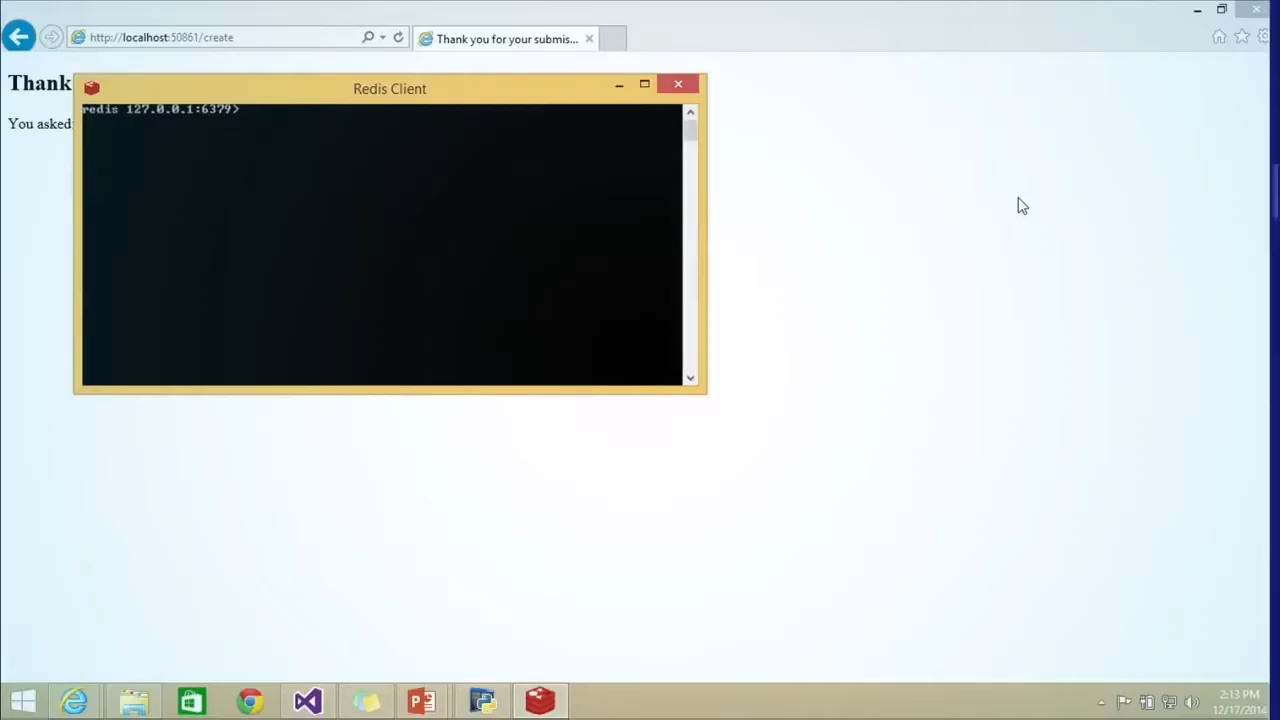 http://localhost:50861/create
Thank you for your submis...
Thank
You asked:
Redis Client
redis 127.0.0.1:6379>
2:13 PM
12/17/2014